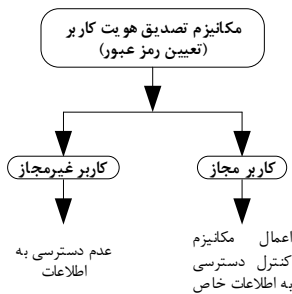 مکانیزم تصدیق هویت کاربر
(تعیین رمز عبور)
کاربر مجاز
کاربر غیرمجاز
اعمال مکانیزم
کنترل دسترسی
به اطلاعات خاص
عدم دسترسی به
اطلاعات